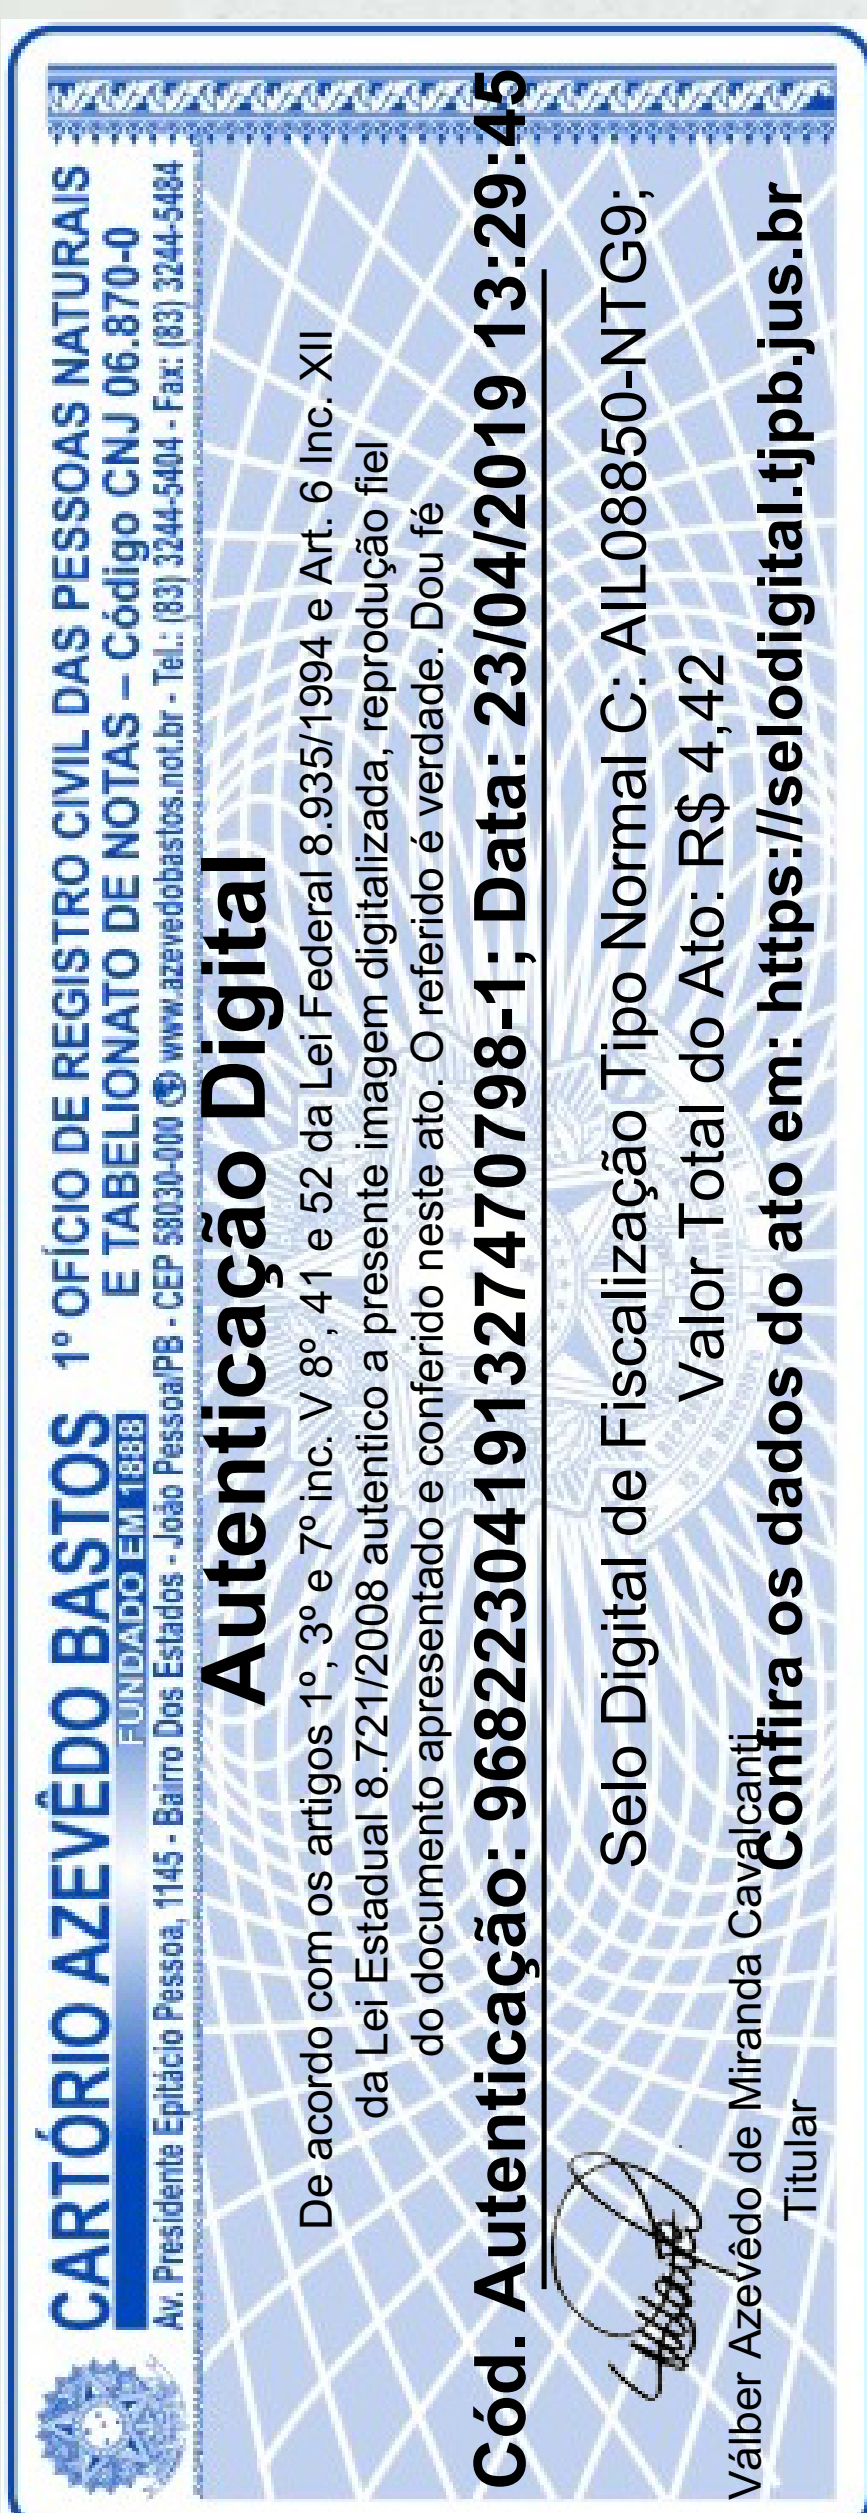 CARTÓRIO AZEVÊDO BASTOS
FUNDADO EM 1888
1º OFÍCIO DE REGISTRO CIVIL DAS PESSOAS NATURAIS
E TABELIONATO DE NOTAS – Código CNJ 06.870-0
Av. Presidente Epitácio Pessoa, 1145 - Bairro Dos Estados - João Pessoa/PB - CEP 58030-000 www.azevedobastos.not.br - Tel.: (83) 3244-5404 - Fax: (83) 3244-5484
Autenticação Digital
De acordo com os artigos 1º, 3º e 7º inc. V 8º, 41 e 52 da Lei Federal 8.935/1994 e Art. 6 Inc. XII
da Lei Estadual 8.721/2008 autentico a presente imagem digitalizada, reprodução fiel
do documento apresentado e conferido neste ato. O referido é verdade. Dou fé
Cód. Autenticação: 96822304191327470798-1; Data: 23/04/2019 13:29:45
Selo Digital de Fiscalização Tipo Normal C: AIL08850-NTG9;
Valor Total do Ato: R$ 4,42
Válber Azevêdo de Miranda Cavalcanti
Titular
Confira os dados do ato em: https://selodigital.tjpb.jus.br